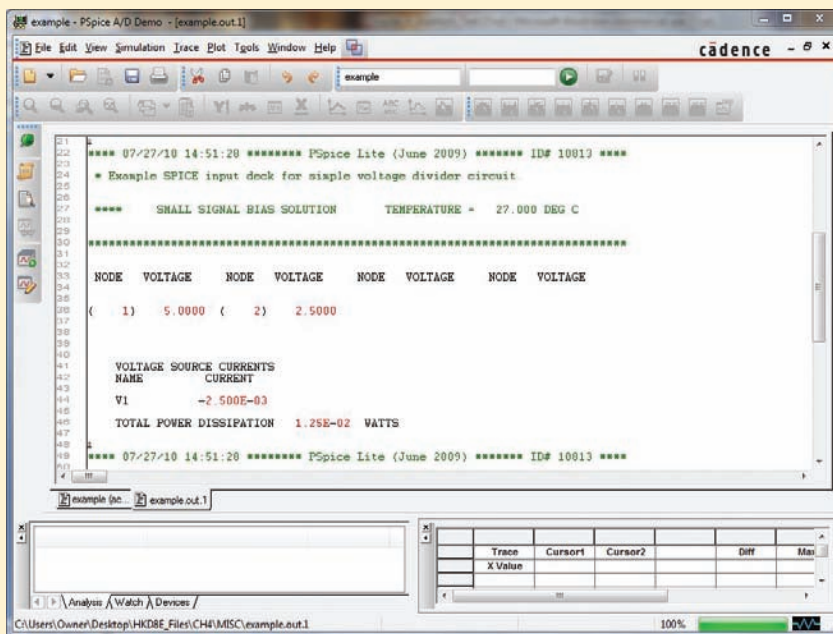 example - PSpice A/D Demo - [example.out.1]
File Edit View Simulation Trace Plot Tools Window Help
cādence
example
21
22 **** 07/27/10 14:51:20 ******** PSpice Lite (June 2009) ******* ID# 10813 ****
23
24 * Example SPICE input deck for simple voltage divider circuit
25
26
27 **** SMALL SIGNAL BIAS SOLUTION TEMPERATURE = 27.000 DEG C
28
29
30 ******************************************************************************
31
32
33 NODE VOLTAGE NODE VOLTAGE NODE VOLTAGE NODE VOLTAGE
34
35
36 ( 1) 5.0000 ( 2) 2.5000
37
38
39
40
41 VOLTAGE SOURCE CURRENTS
42 NAME CURRENT
43
44 V1 -2.500E-03
45
46 TOTAL POWER DISSIPATION 1.25E-02 WATTS
47
48
49 **** 07/27/10 14:51:20 ******** PSpice Lite (June 2009) ******* ID# 10813 ****
50
example (ac... example.out.1
Trace Cursor1 Cursor2 Diff Max
X Value
Analysis Watch Devices
C:\Users\Owner\Desktop\HKD8E_Files\CH4\MISC\example.out.1 100%